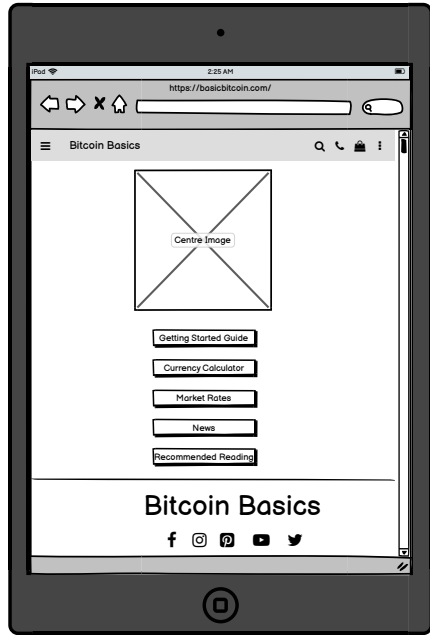 iPad 2:25 AM
https://basicbitcoin.com/
Bitcoin Basics
Centre Image
Getting Started Guide
Currency Calculator
Market Rates
News
Recommended Reading
Bitcoin Basics